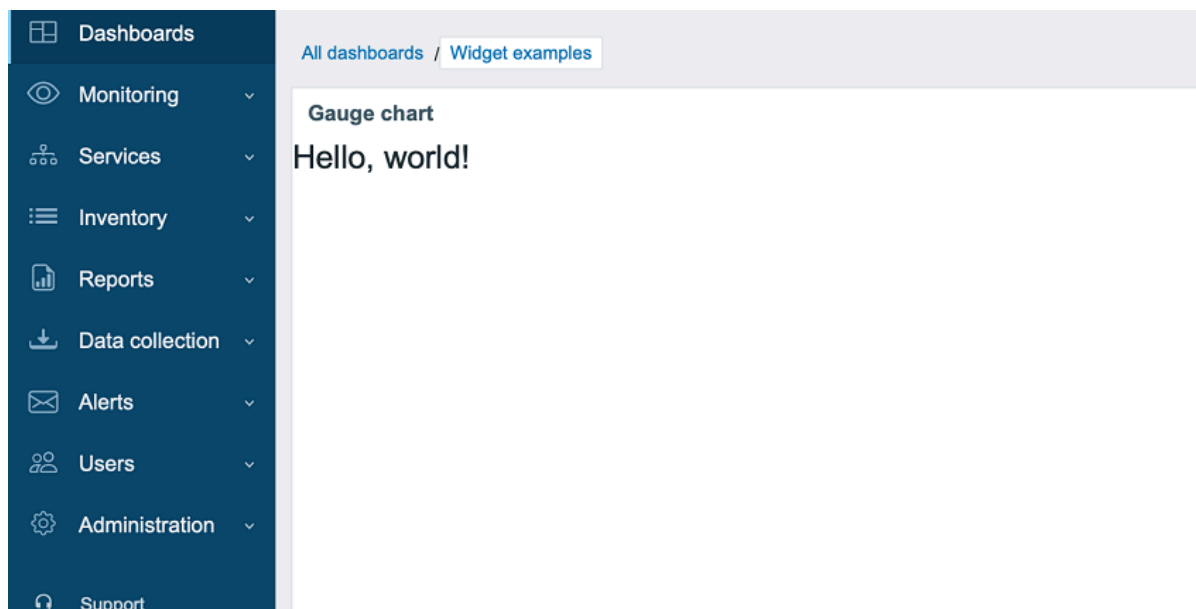 Dashboards
Monitoring
Services
Inventory
Reports
Data collection
Alerts
Users
Administration
Support
All dashboards / Widget examples
Gauge chart
Hello, world!